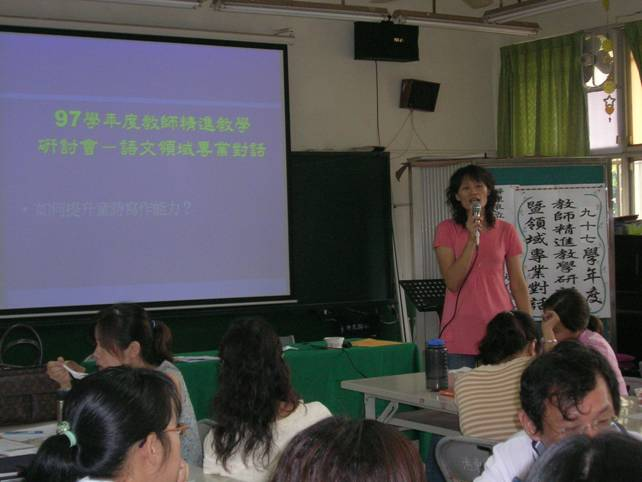 97學年度教師精進教學
研討會－語文領域專業對話
• 如何提升童詩寫作能力？
一九十七學年度
教師精進教學研
暨領域專業對